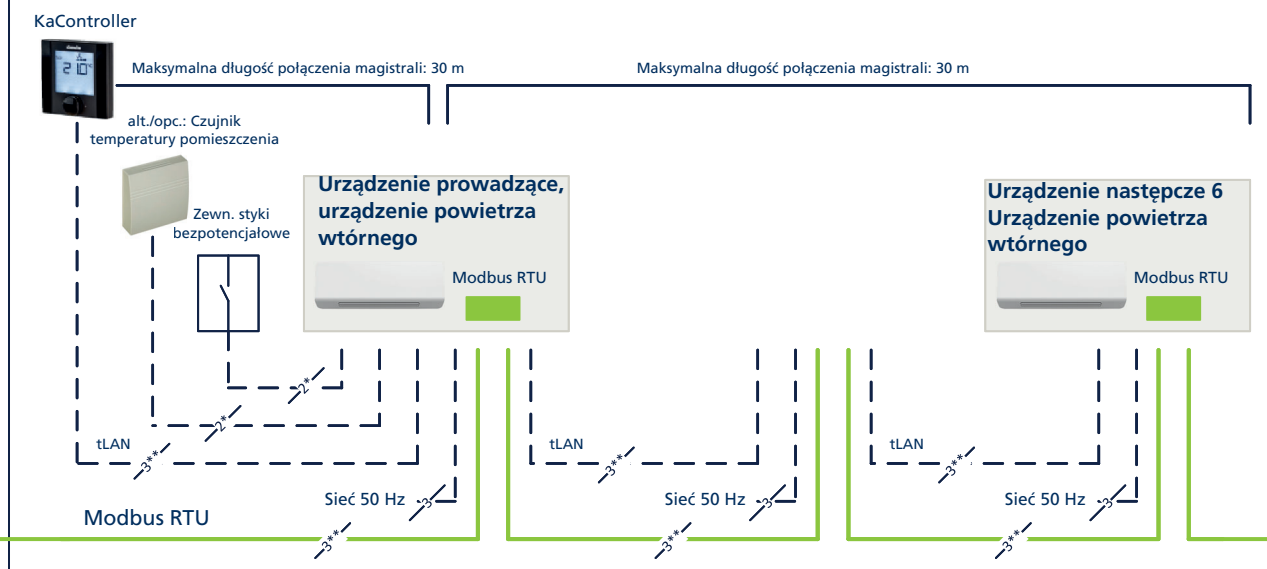 KaController
Maksymalna długość połączenia magistrali: 30 m
Maksymalna długość połączenia magistrali: 30 m
alt./opc.: Czujnik
temperatury pomieszczenia
Zewn. styki
bezpotencjałowe
Urządzenie prowadzące,
urządzenie powietrza
wtórnego
Modbus RTU
Urządzenie następcze 6
Urządzenie powietrza
wtórnego
Modbus RTU
2*
2*
tLAN
3**
tLAN
3**
tLAN
3**
Sieć 50 Hz
3
Sieć 50 Hz
3
Sieć 50 Hz
3
Modbus RTU
3**
3**
3**